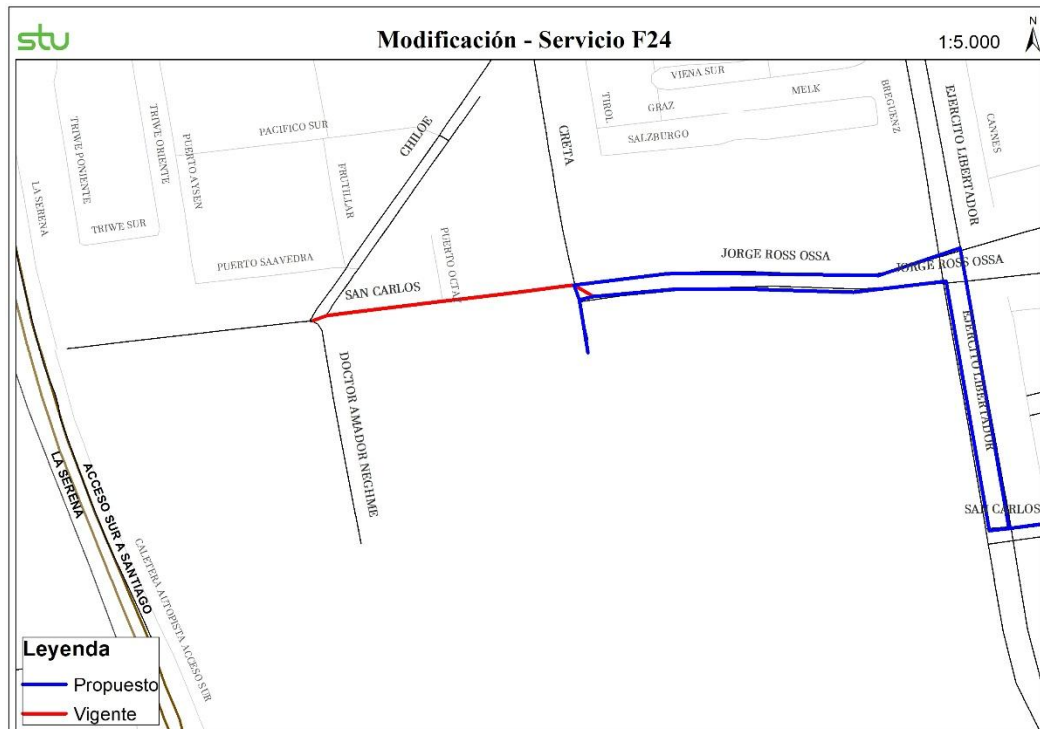 stu
Modificación - Servicio F24
1:5.000
N
VIENA SUR
MELK
GRAZ
TIROL
SALZBURGO
BREGUENZ
EJERCITO LIBERTADOR
CANNES
TRIWE PONIENTE
TRIWE ORIENTE
PUERTO AYSEN
PACIFICO SUR
CHILOE
CRETA
FRUTILLAR
LA SERENA
TRIWE SUR
PUERTO SAAVEDRA
PUERTO OCTA
SAN CARLOS
JORGE ROSS OSSA
JORGE ROSS OSSA
EJERCITO LIBERTADOR
DOCTOR AMADOR NEGHME
LA SERENA
ACCESO SUR A SANTIAGO
CALETERA AUTOPISTA ACCESO SUR
SAN CARLOS
Leyenda
Propuesto
Vigente